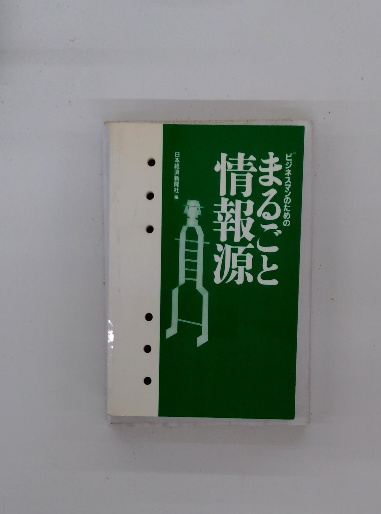 ビジネスマンのための
まるごと
情報源
日本経済新聞社 編